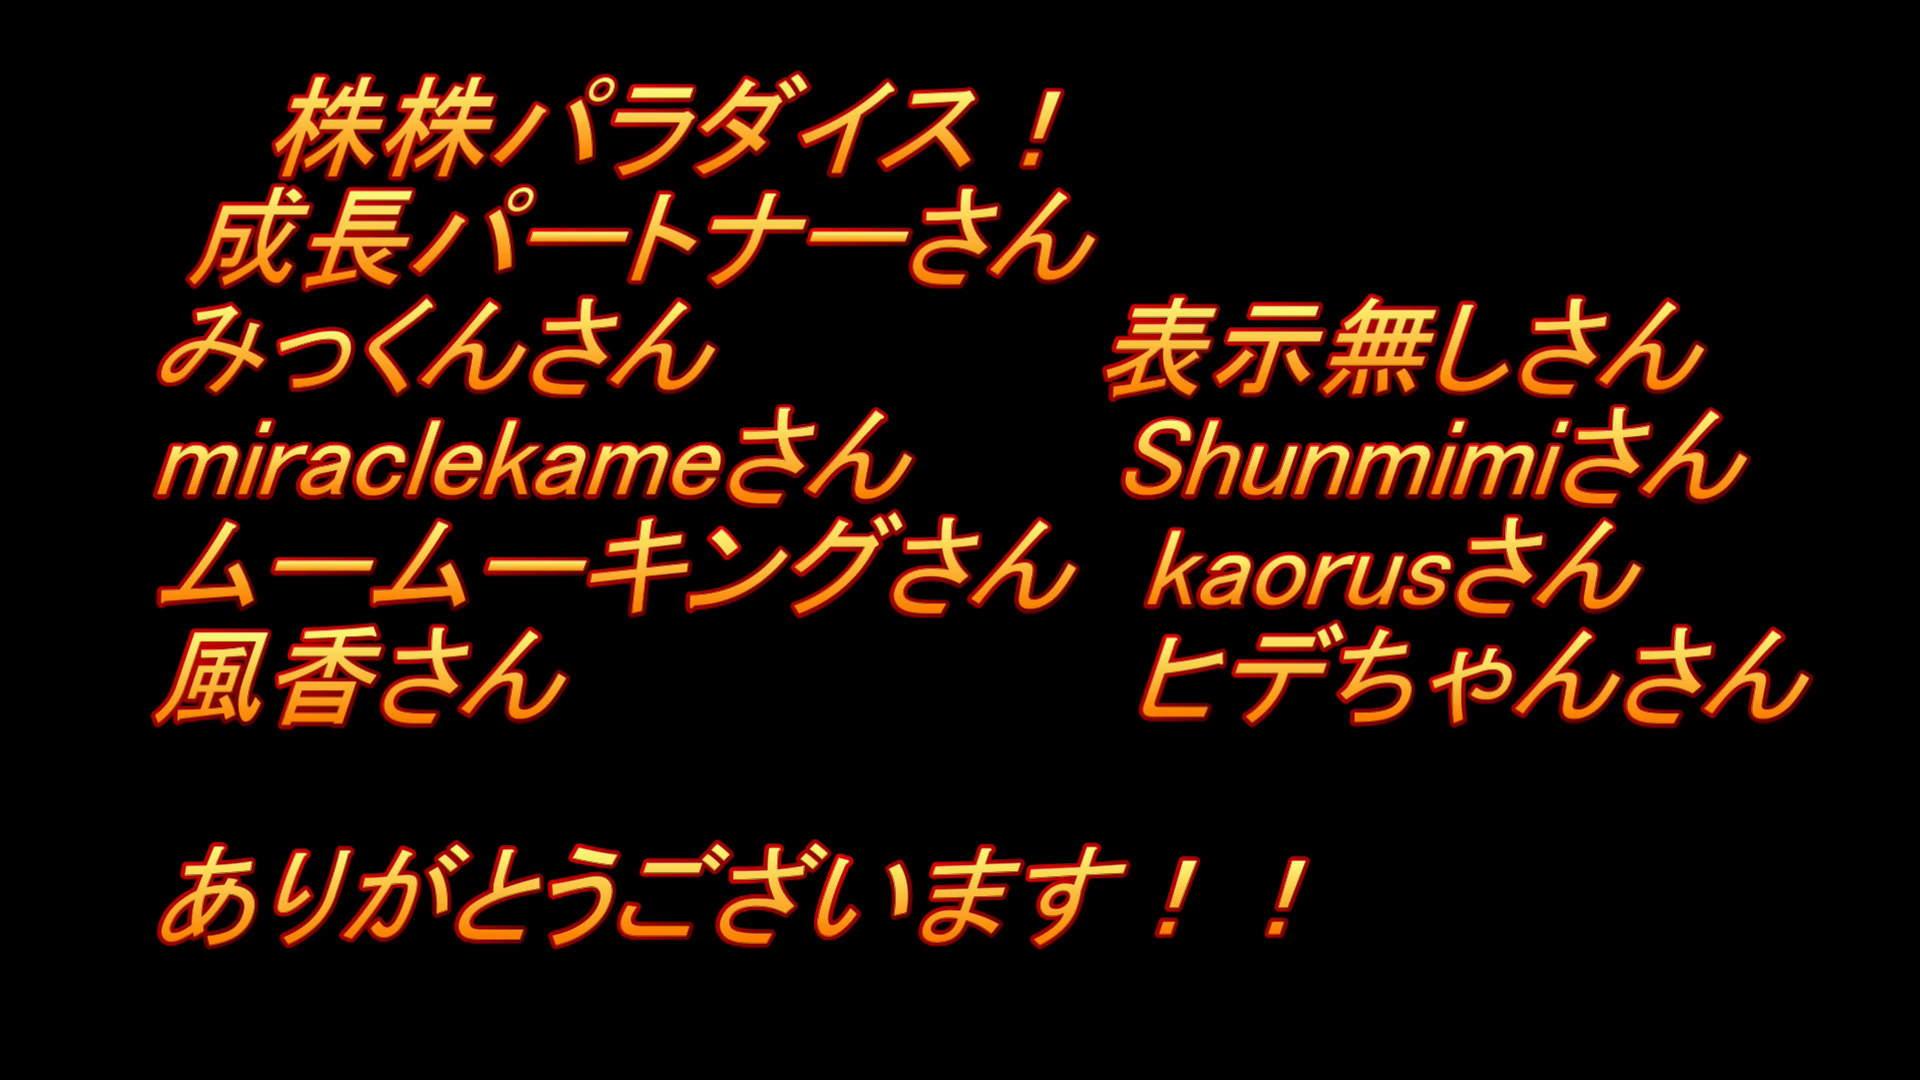 株株パラダイス！
成長パートナーさん
みっくんさん 表示無しさん
miraclekameさん Shunmimiさん
ムームーキングさん kaorusさん
風香さん ヒデちゃんさん
ありがとうございます！！